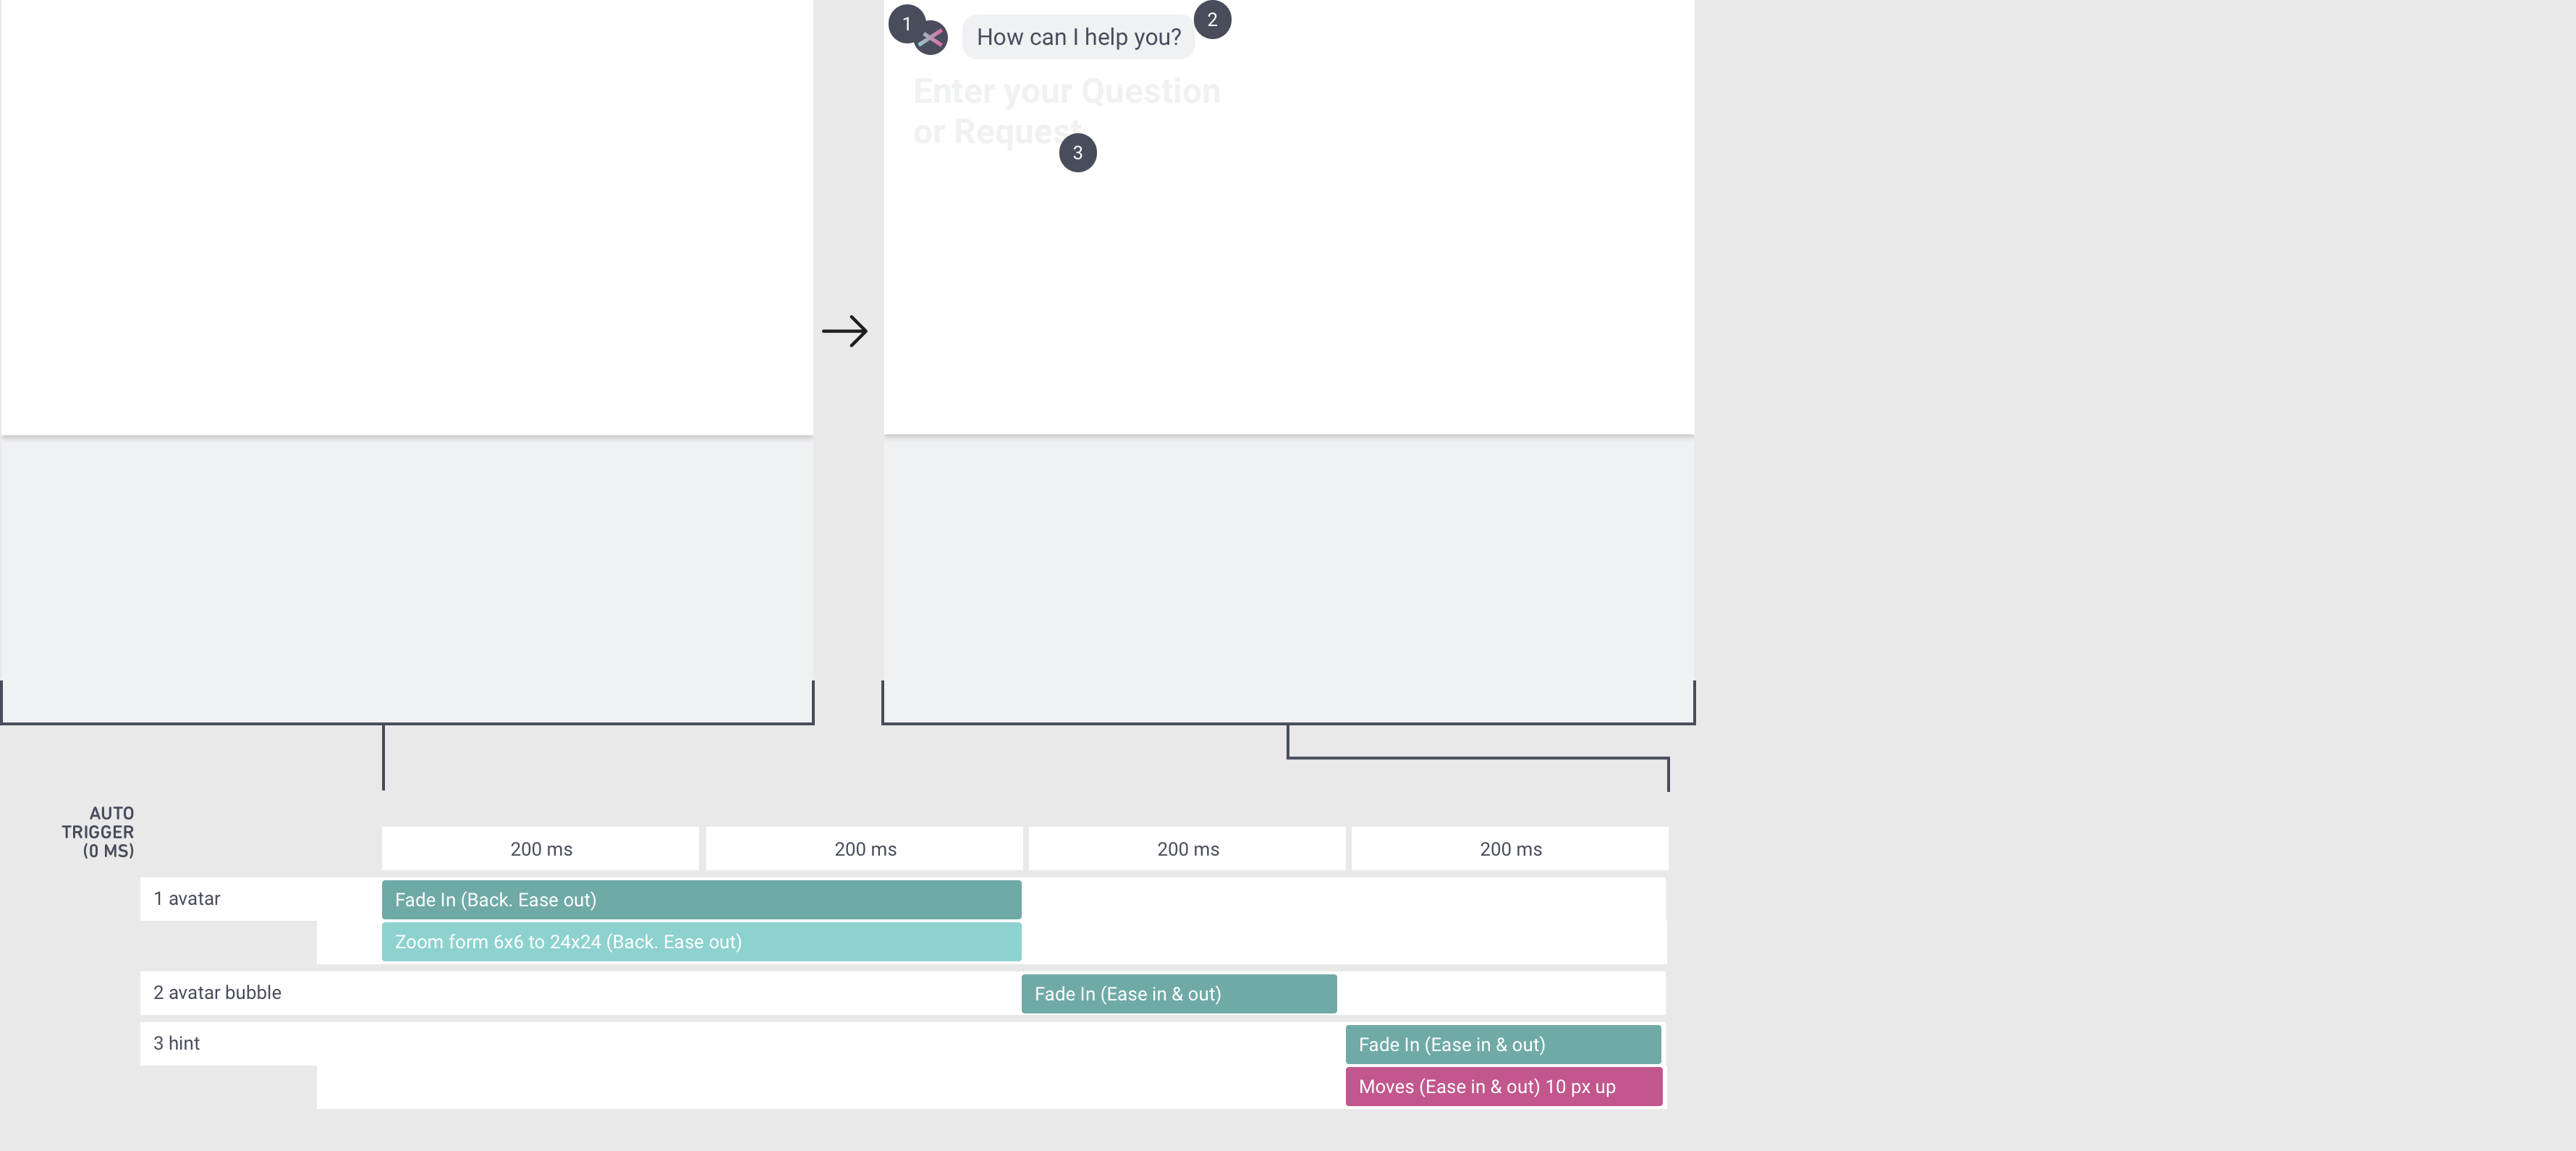 1
2
How can I help you?
Enter your Question
or Request
3
AUTO
TRIGGER
(0 MS)
200 ms
200 ms
200 ms
200 ms
1 avatar
Fade In (Back. Ease out)
Zoom form 6x6 to 24x24 (Back. Ease out)
2 avatar bubble
Fade In (Ease in & out)
3 hint
Fade In (Ease in & out)
Moves (Ease in & out) 10 px up